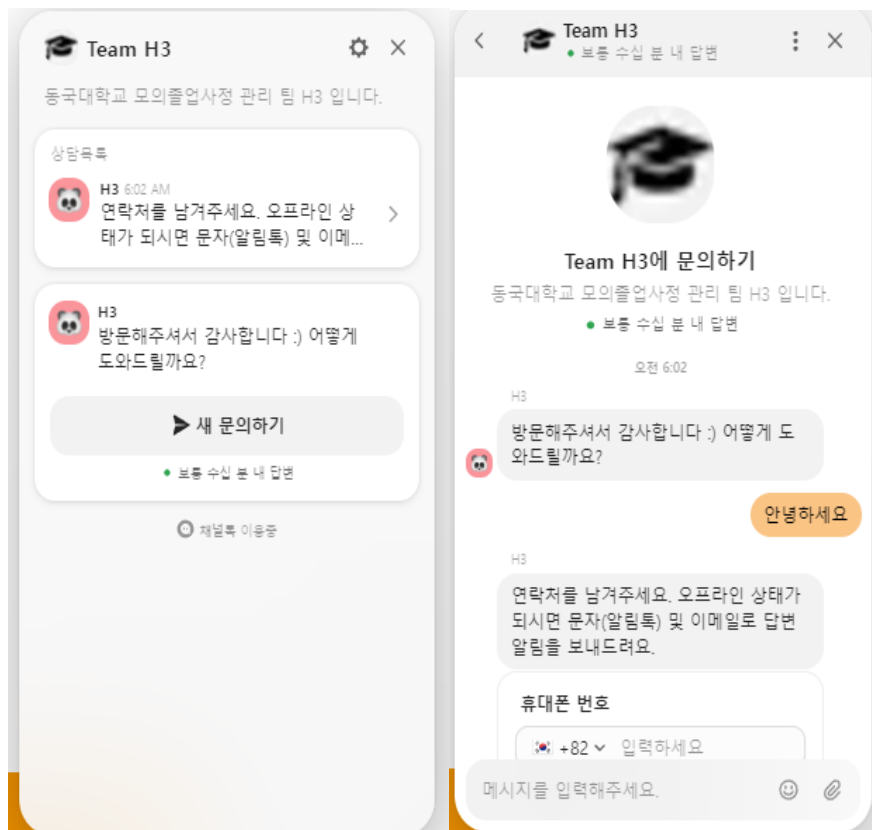 Team H3
동국대학교 모의졸업사정 관리 팀 H3 입니다.
상담목록
H3 6:02 AM
연락처를 남겨주세요. 오프라인 상
태가 되시면 문자(알림톡) 및 이메...
H3
방문해주셔서 감사합니다 :) 어떻게
도와드릴까요?
새 문의하기
보통 수십 분 내 답변
채널톡 이용중
Team H3
보통 수십 분 내 답변
Team H3에 문의하기
동국대학교 모의졸업사정 관리 팀 H3 입니다.
보통 수십 분 내 답변
오전 6:02
H3
방문해주셔서 감사합니다 :) 어떻게 도
와드릴까요?
안녕하세요
H3
연락처를 남겨주세요. 오프라인 상태가
되시면 문자(알림톡) 및 이메일로 답변
알림을 보내드려요.
휴대폰 번호
+82 입력하세요
메시지를 입력해주세요.